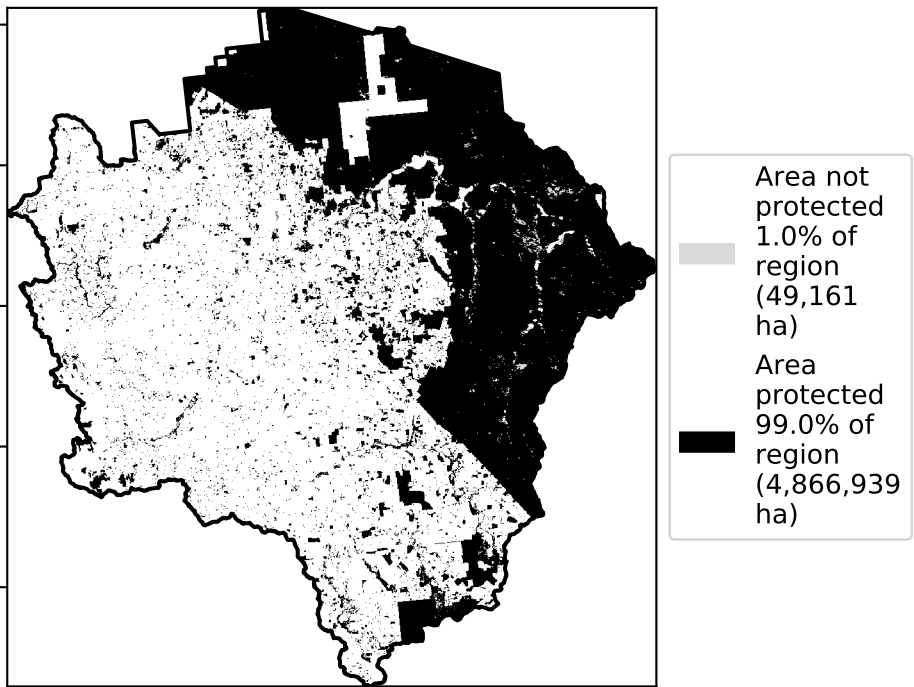 Area not
protected
1.0% of
region
(49,161
ha)
Area
protected
99.0% of
region
(4,866,939
ha)